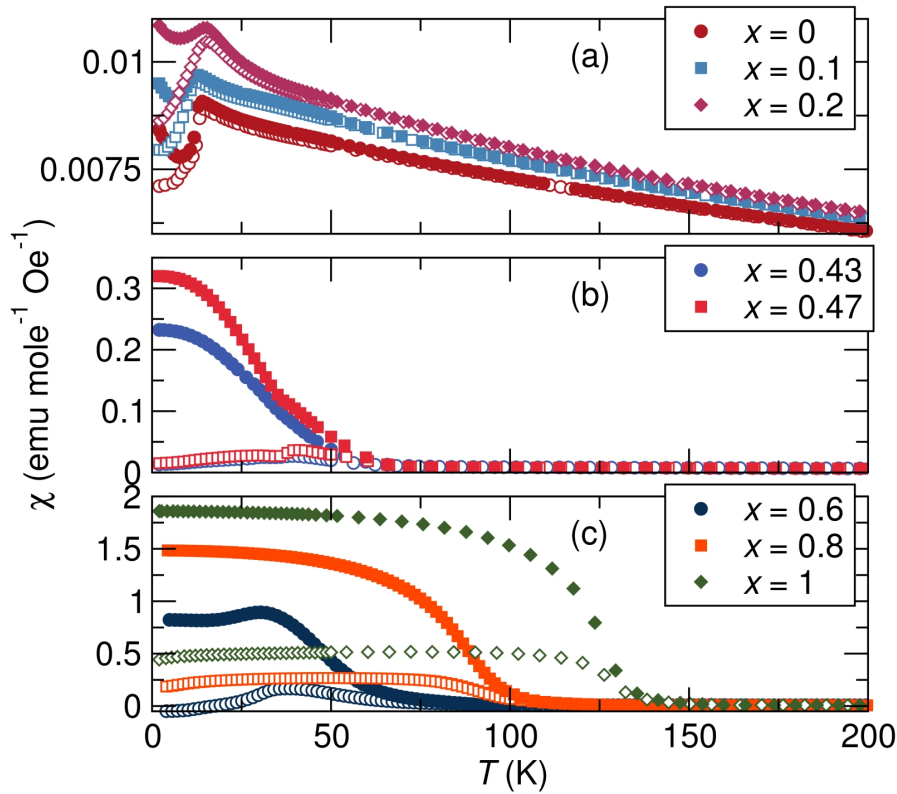 χ (emu mole⁻¹ Oe⁻¹)
0.01
0.0075
(a)
x = 0
x = 0.1
x = 0.2
0.3
0.2
0.1
0
(b)
x = 0.43
x = 0.47
2
1.5
1
0.5
0
(c)
x = 0.6
x = 0.8
x = 1
0 50 100 150 200
T (K)